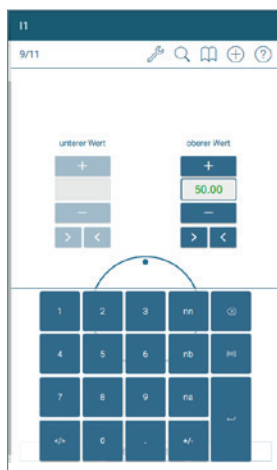 I1
9/11
unterer Wert
oberer Wert
+
+
50.00
−
−
> <
> <
1 2 3 nn
4 5 6 nb
7 8 9 na
0 . +/-